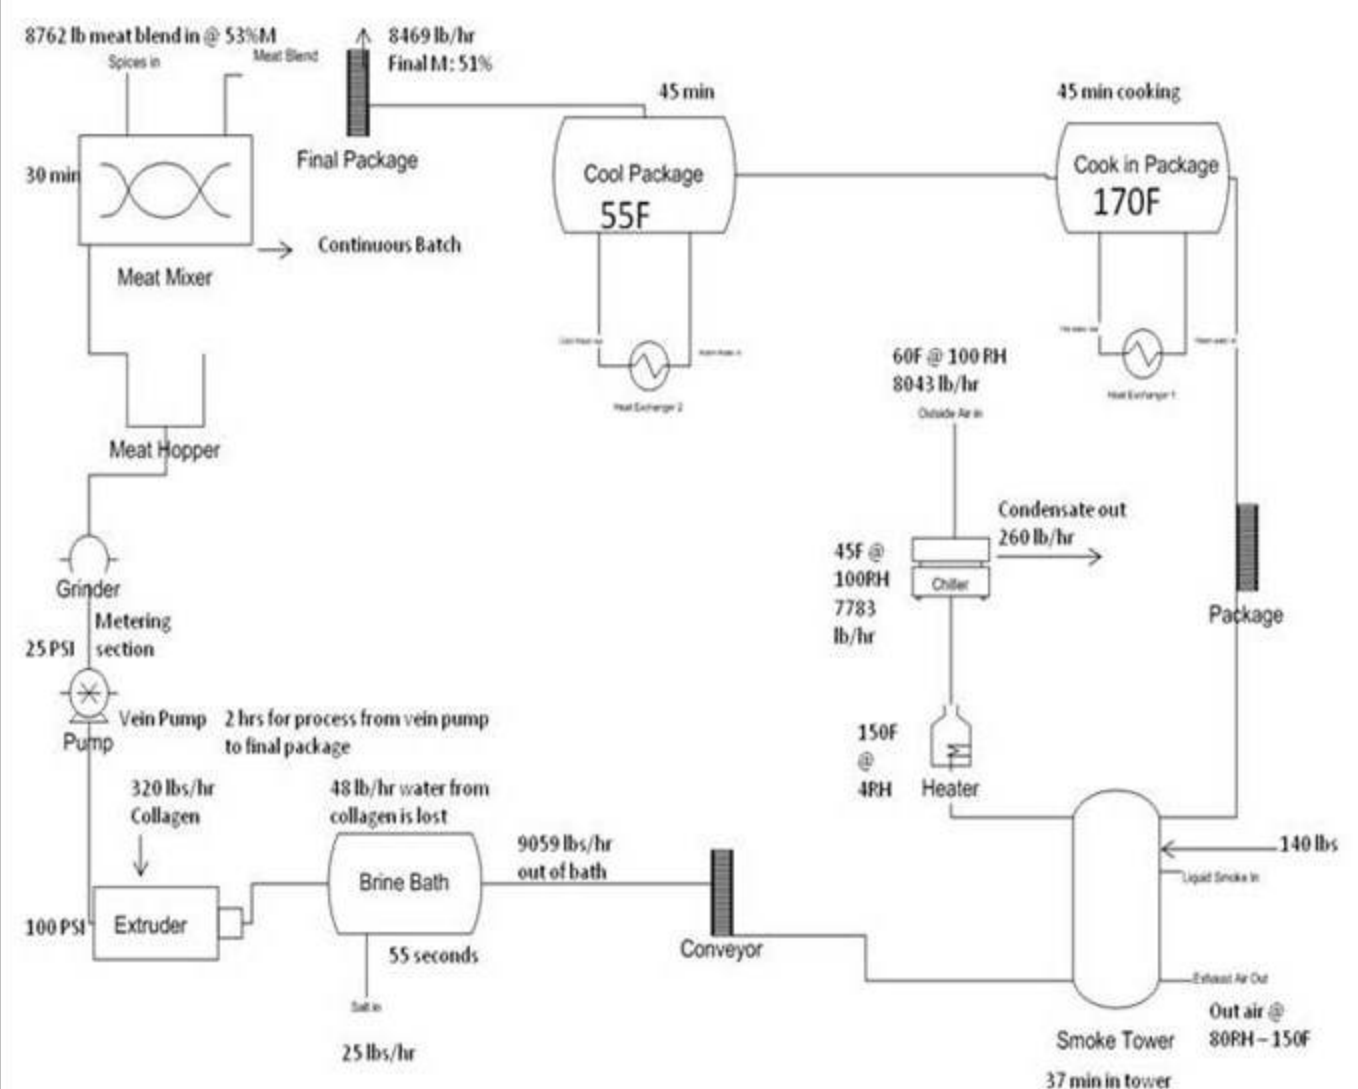 8762 lb meat blend in @ 53%M
Spices in
Meat Blend
30 min
Meat Mixer
Continuous Batch
8469 lb/hr
Final M: 51%
Final Package
45 min
Cool Package
55F
Heat Exchanger 2
45 min cooking
Cook in Package
170F
Heat Exchanger 1
Meat Hopper
Grinder
Metering
section
25 PSI
Vein Pump
Pump
2 hrs for process from vein pump
to final package
320 lbs/hr
Collagen
100 PSI
Extruder
48 lb/hr water from
collagen is lost
Brine Bath
55 seconds
Salt in
25 lbs/hr
9059 lbs/hr
out of bath
Conveyor
60F @ 100 RH
8043 lb/hr
Outside Air in
Condensate out
260 lb/hr
45F @
100RH
7783
lb/hr
Chiller
150F
@
4RH
Heater
Package
140 lbs
Liquid Smoke In
Exhaust Air Out
Out air @
80RH – 150F
Smoke Tower
37 min in tower